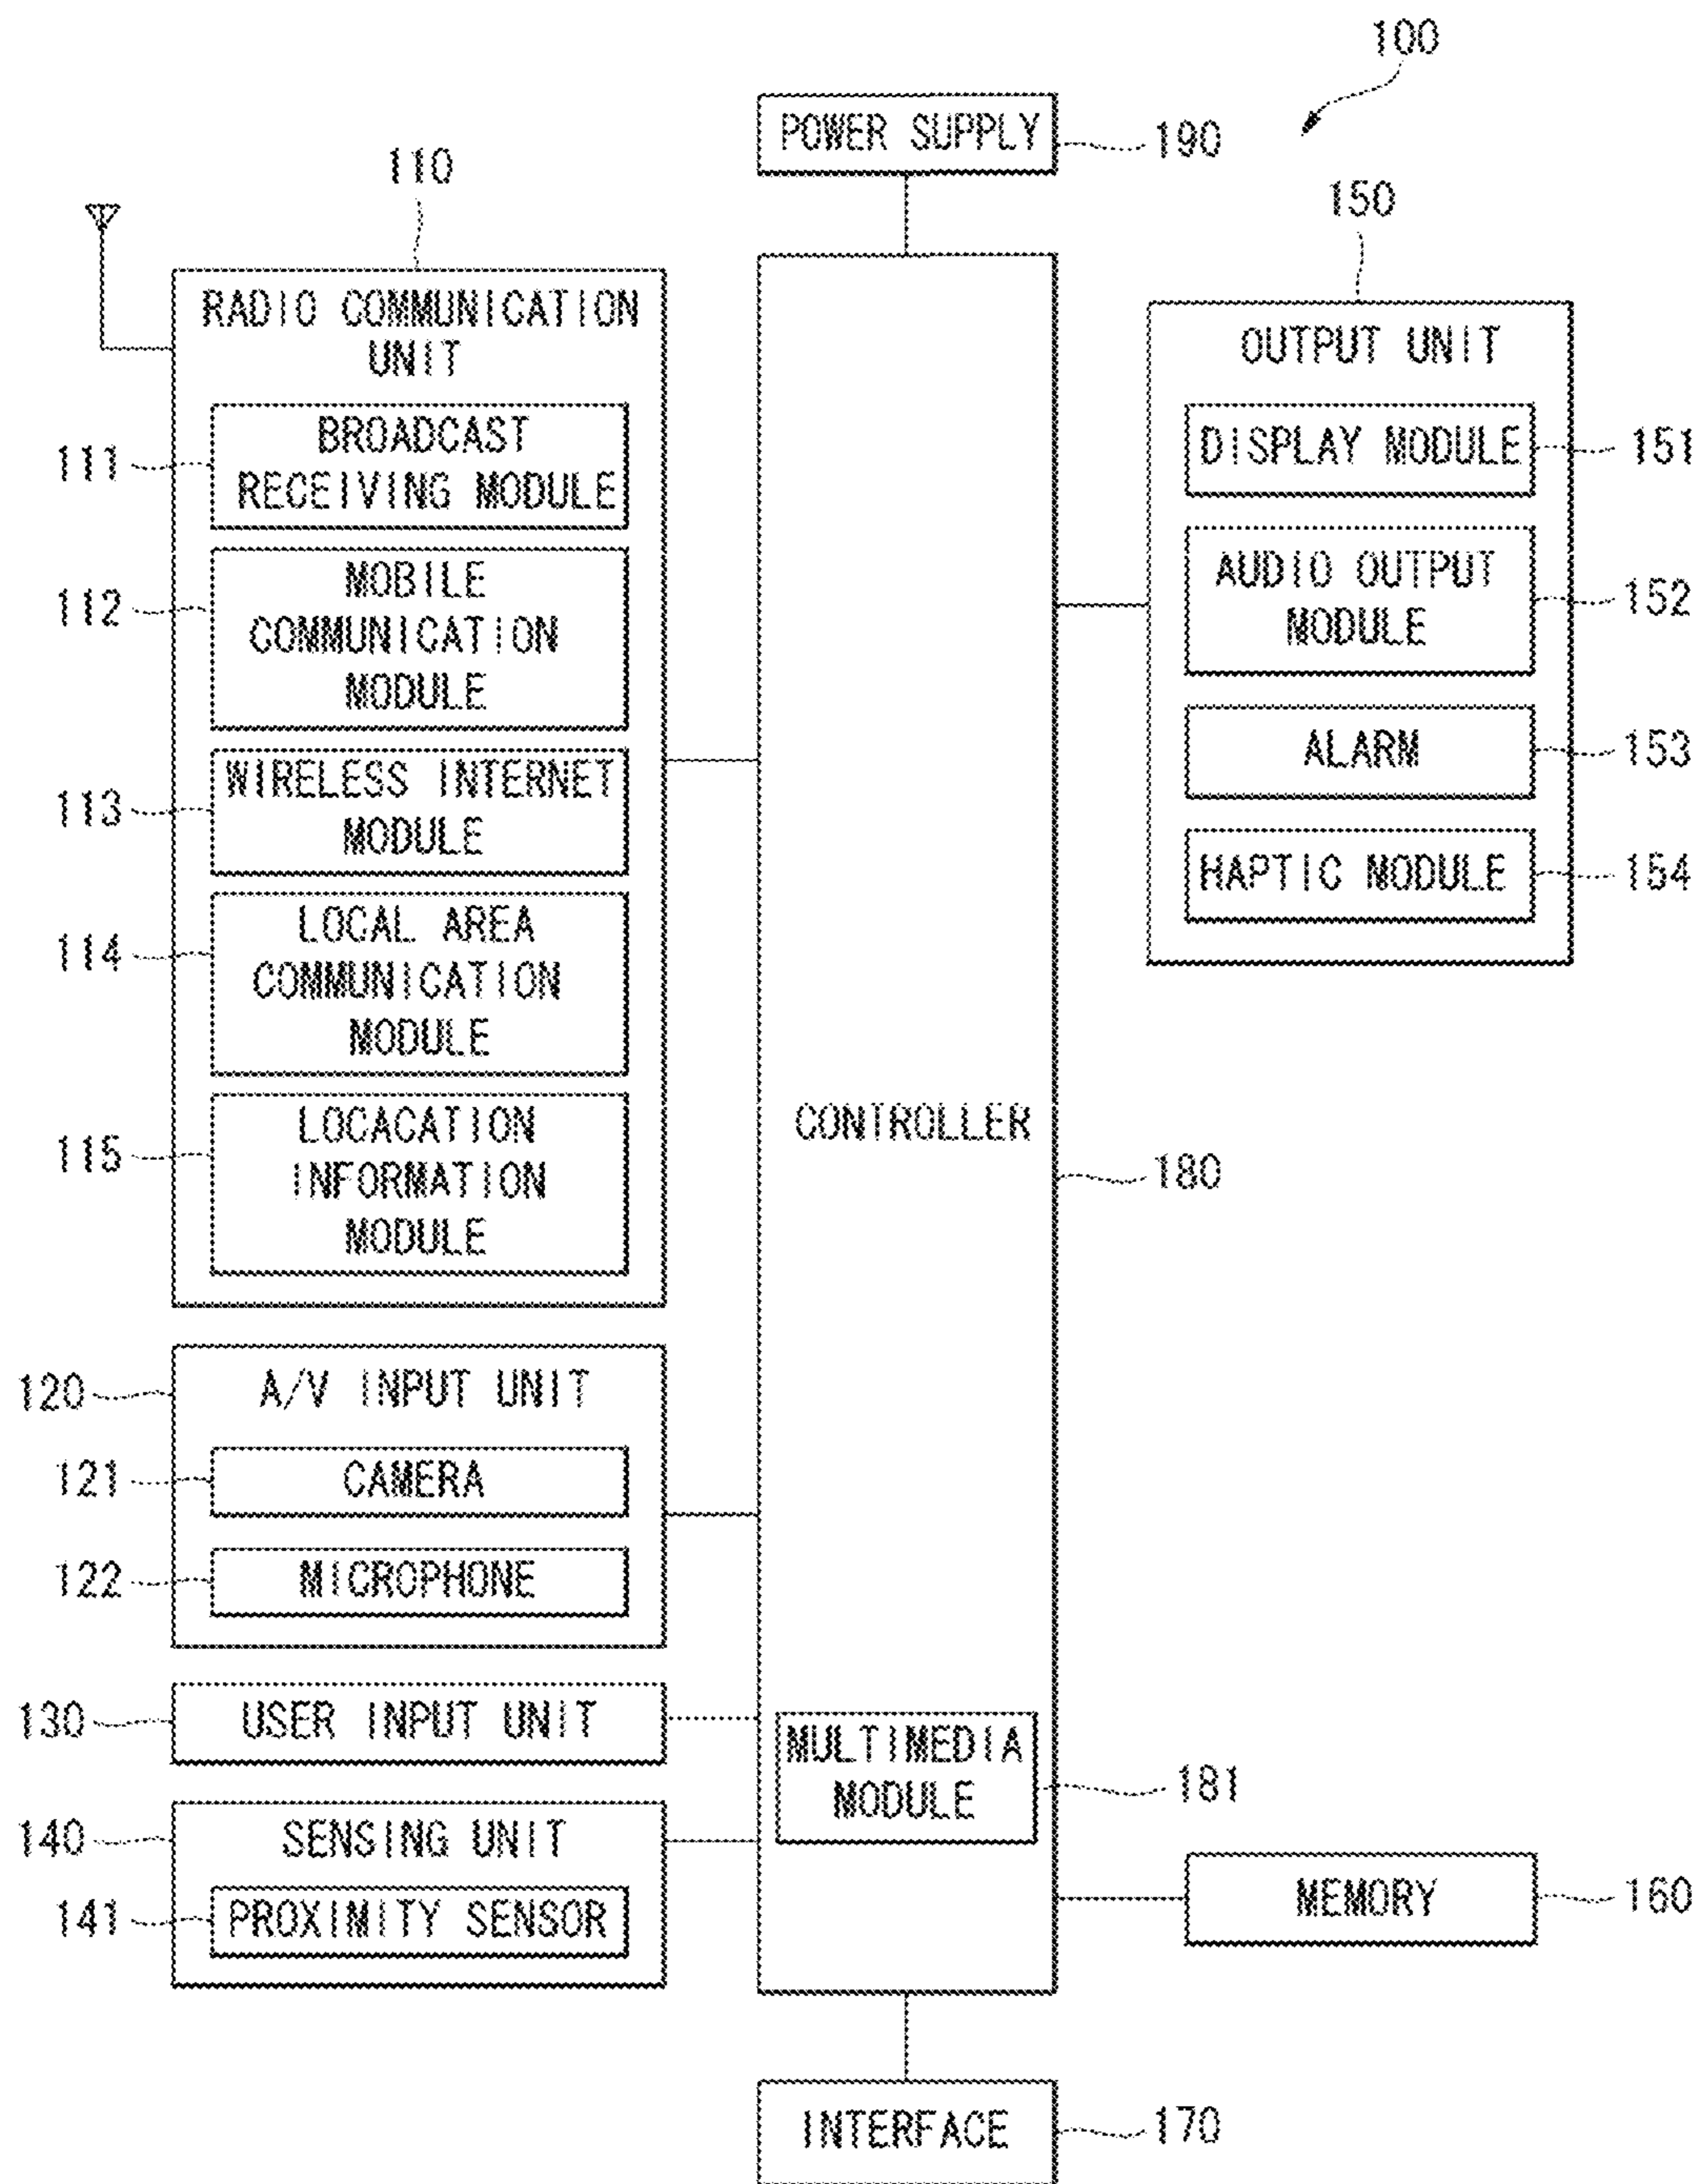 100
POWER SUPPLY
190
110
150
RADIO COMMUNICATION
UNIT
111
BROADCAST
RECEIVING MODULE
112
MOBILE
COMMUNICATION
MODULE
113
WIRELESS INTERNET
MODULE
114
LOCAL AREA
COMMUNICATION
MODULE
115
LOCACATION
INFORMATION
MODULE
120
A/V INPUT UNIT
121
CAMERA
122
MICROPHONE
130
USER INPUT UNIT
140
SENSING UNIT
141
PROXIMITY SENSOR
CONTROLLER
180
MULTIMEDIA
MODULE
181
OUTPUT UNIT
DISPLAY MODULE
151
AUDIO OUTPUT
MODULE
152
ALARM
153
HAPTIC MODULE
154
MEMORY
160
INTERFACE
170